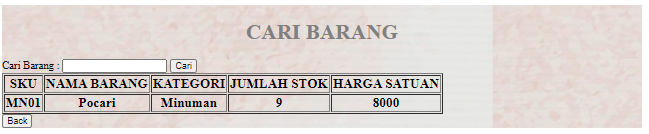 CARI BARANG
Cari Barang : Cari
SKU NAMA BARANG KATEGORI JUMLAH STOK HARGA SATUAN
MN01 Pocari Minuman 9 8000
Back